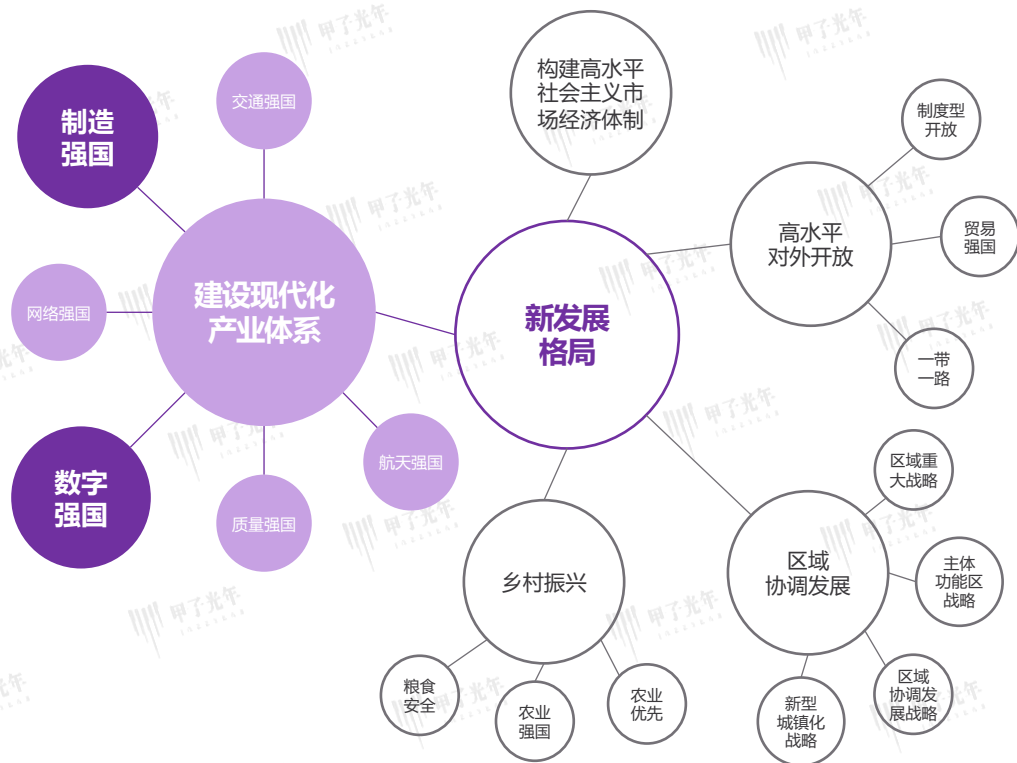 构建高水平
社会主义市
场经济体制
交通强国
制造
强国
制度型
开放
高水平
对外开放
贸易
强国
建设现代化
产业体系
网络强国
新发展
格局
一带
一路
数字
强国
航天强国
质量强国
区域重
大战略
区域
协调发展
主体
功能区
战略
乡村振兴
粮食
安全
农业
强国
农业
优先
新型
城镇化
战略
区域
协调发
展战略
甲子光年